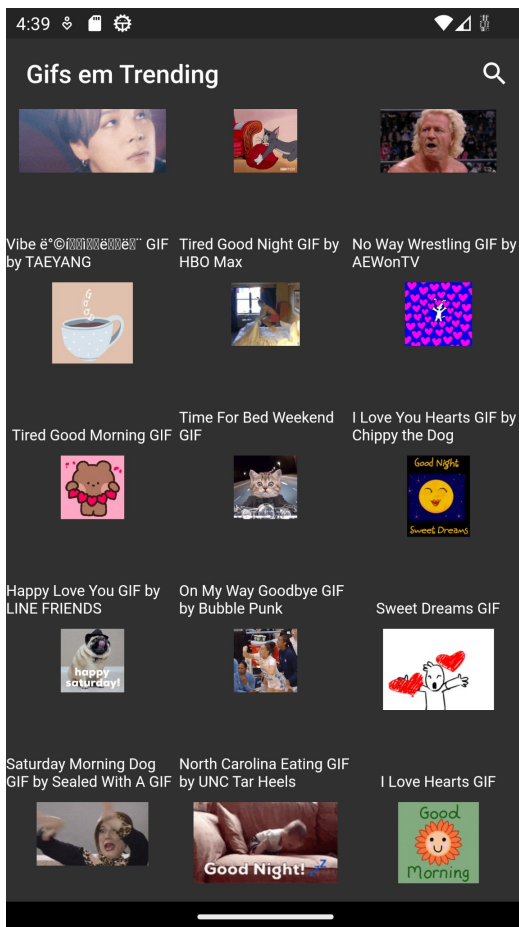 4:39
Gifs em Trending
Vibe ë°©í ì ë ë ¨ GIF by TAEYANG
Tired Good Night GIF by HBO Max
No Way Wrestling GIF by AEWonTV
Tired Good Morning GIF
Time For Bed Weekend GIF
I Love You Hearts GIF by Chippy the Dog
Good Night
Sweet Dreams
Happy Love You GIF by LINE FRIENDS
On My Way Goodbye GIF by Bubble Punk
Sweet Dreams GIF
happy
saturday!
Saturday Morning Dog GIF by Sealed With A GIF
North Carolina Eating GIF by UNC Tar Heels
I Love Hearts GIF
Good Night! zzz
Good
Morning